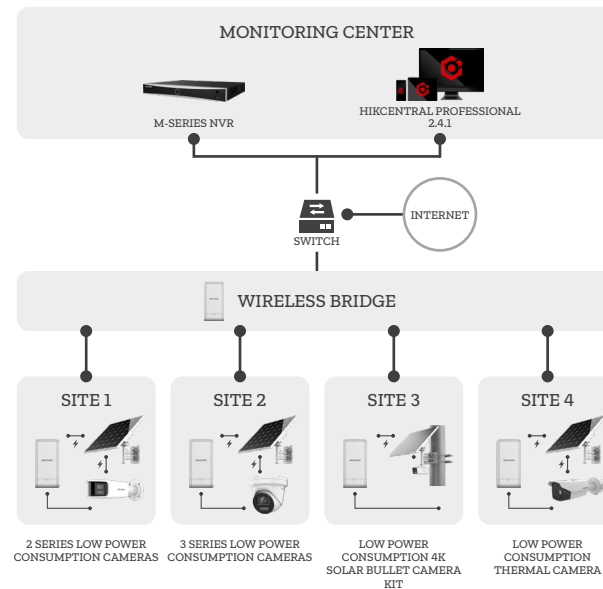 MONITORING CENTER
M-SERIES NVR
HIKCENTRAL PROFESSIONAL
2.4.1
INTERNET
SWITCH
WIRELESS BRIDGE
SITE 1
SITE 2
SITE 3
SITE 4
2 SERIES LOW POWER
CONSUMPTION CAMERAS
3 SERIES LOW POWER
CONSUMPTION CAMERAS
LOW POWER
CONSUMPTION 4K
SOLAR BULLET CAMERA
KIT
LOW POWER
CONSUMPTION
THERMAL CAMERA